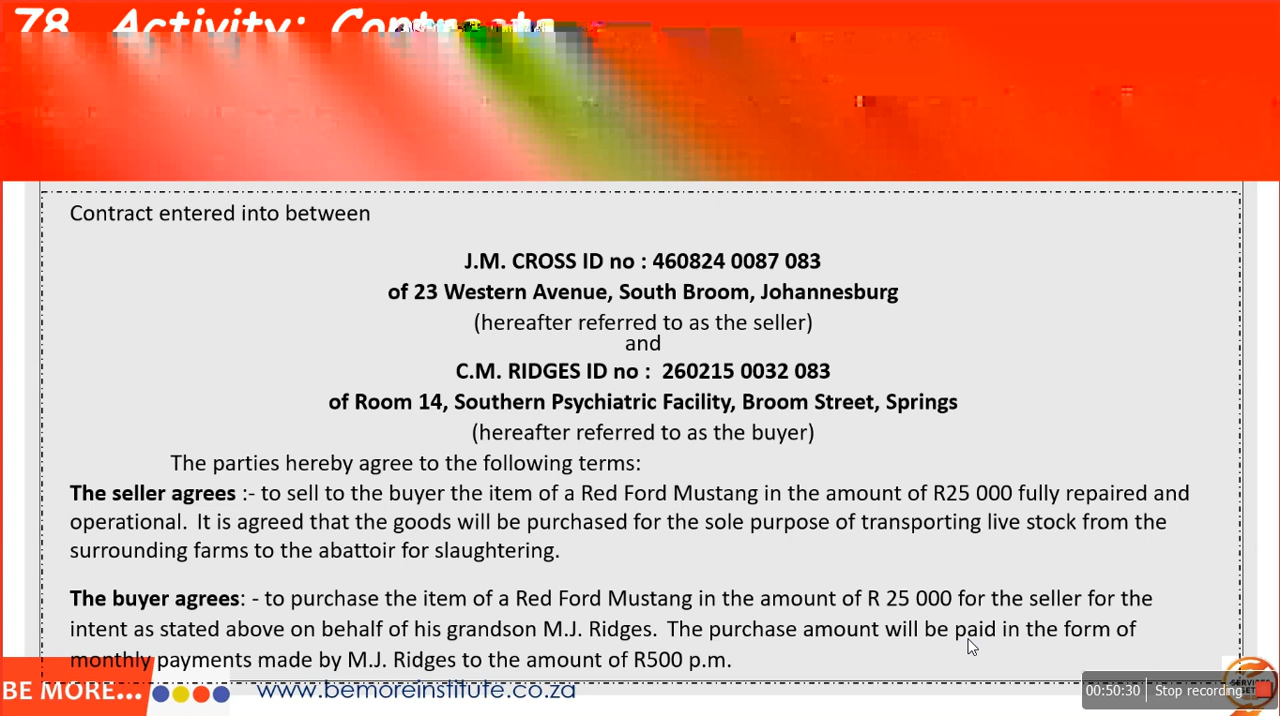 78. Activity: Contracts
Contract entered into between
J.M. CROSS ID no : 460824 0087 083
of 23 Western Avenue, South Broom, Johannesburg
(hereafter referred to as the seller)
and
C.M. RIDGES ID no :  260215 0032 083
of Room 14, Southern Psychiatric Facility, Broom Street, Springs
(hereafter referred to as the buyer)
The parties hereby agree to the following terms:
The seller agrees :- to sell to the buyer the item of a Red Ford Mustang in the amount of R25 000 fully repaired and
operational.  It is agreed that the goods will be purchased for the sole purpose of transporting live stock from the
surrounding farms to the abattoir for slaughtering.
The buyer agrees: - to purchase the item of a Red Ford Mustang in the amount of R 25 000 for the seller for the
intent as stated above on behalf of his grandson M.J. Ridges.  The purchase amount will be paid in the form of
monthly payments made by M.J. Ridges to the amount of R500 p.m.
BE MORE...
www.bemoreinstitute.co.za
00:50:30 Stop recording